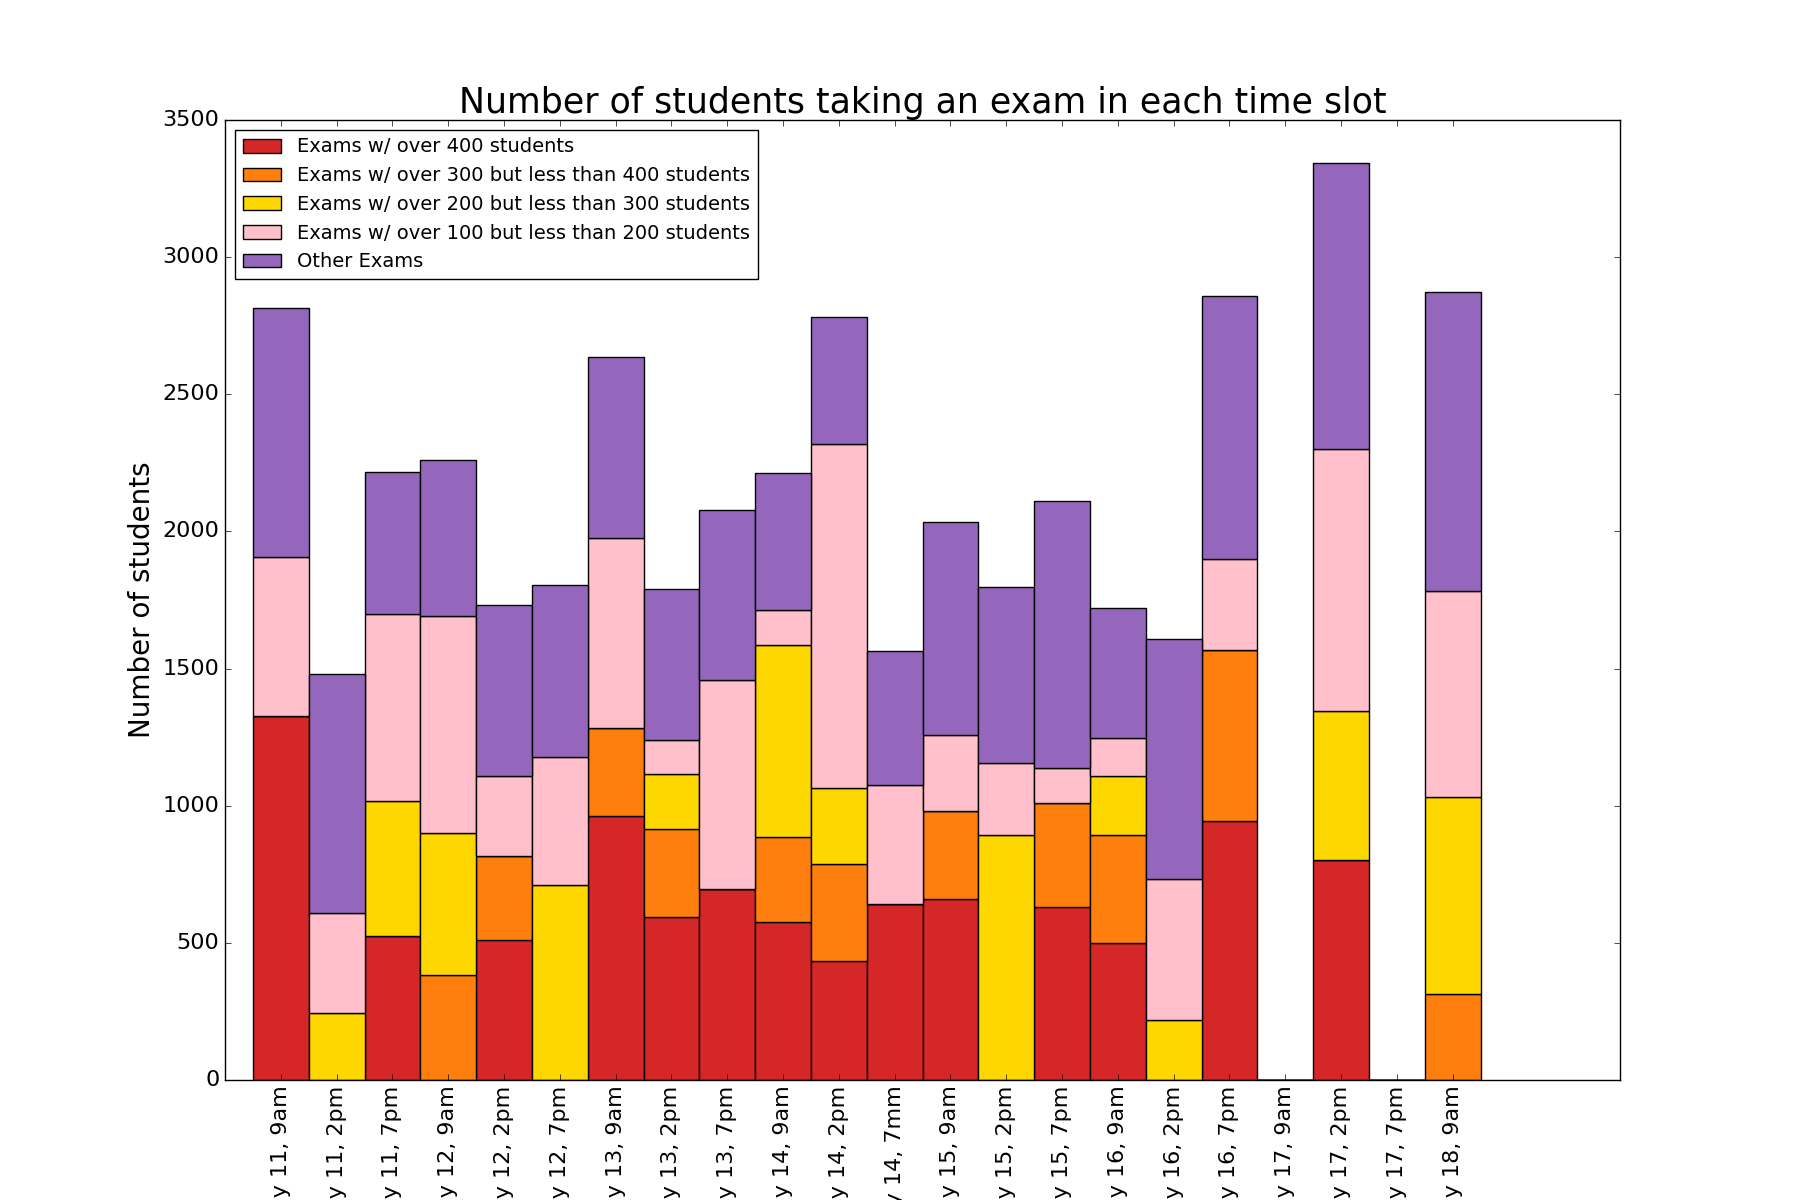 Number of students taking an exam in each time slot
3500
3000
2500
2000
1500
1000
500
0
Number of students
Exams w/ over 400 students
Exams w/ over 300 but less than 400 students
Exams w/ over 200 but less than 300 students
Exams w/ over 100 but less than 200 students
Other Exams
y 11, 9am
y 11, 2pm
y 11, 7pm
y 12, 9am
y 12, 2pm
y 12, 7pm
y 13, 9am
y 13, 2pm
y 13, 7pm
y 14, 9am
y 14, 2pm
y 14, 7mm
y 15, 9am
y 15, 2pm
y 15, 7pm
y 16, 9am
y 16, 2pm
y 16, 7pm
y 17, 9am
y 17, 2pm
y 17, 7pm
y 18, 9am